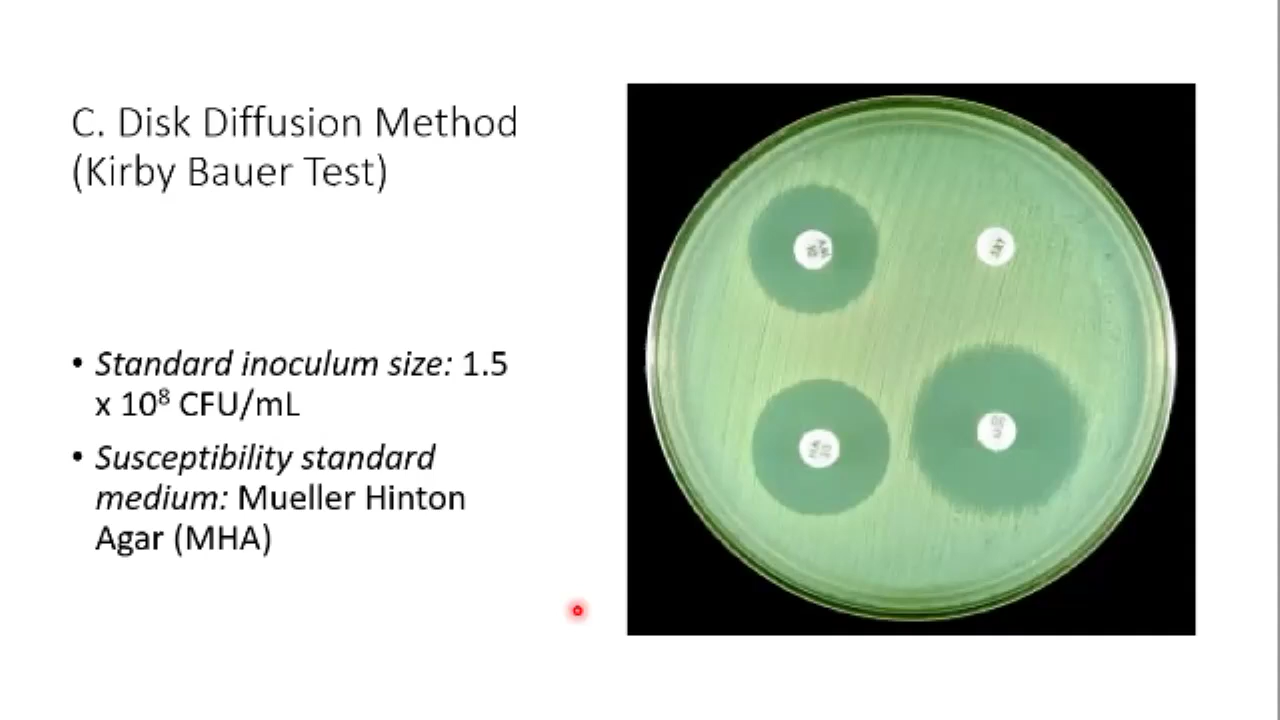 C. Disk Diffusion Method
(Kirby Bauer Test)
• Standard inoculum size: 1.5
x 10⁸ CFU/mL
• Susceptibility standard
medium: Mueller Hinton
Agar (MHA)